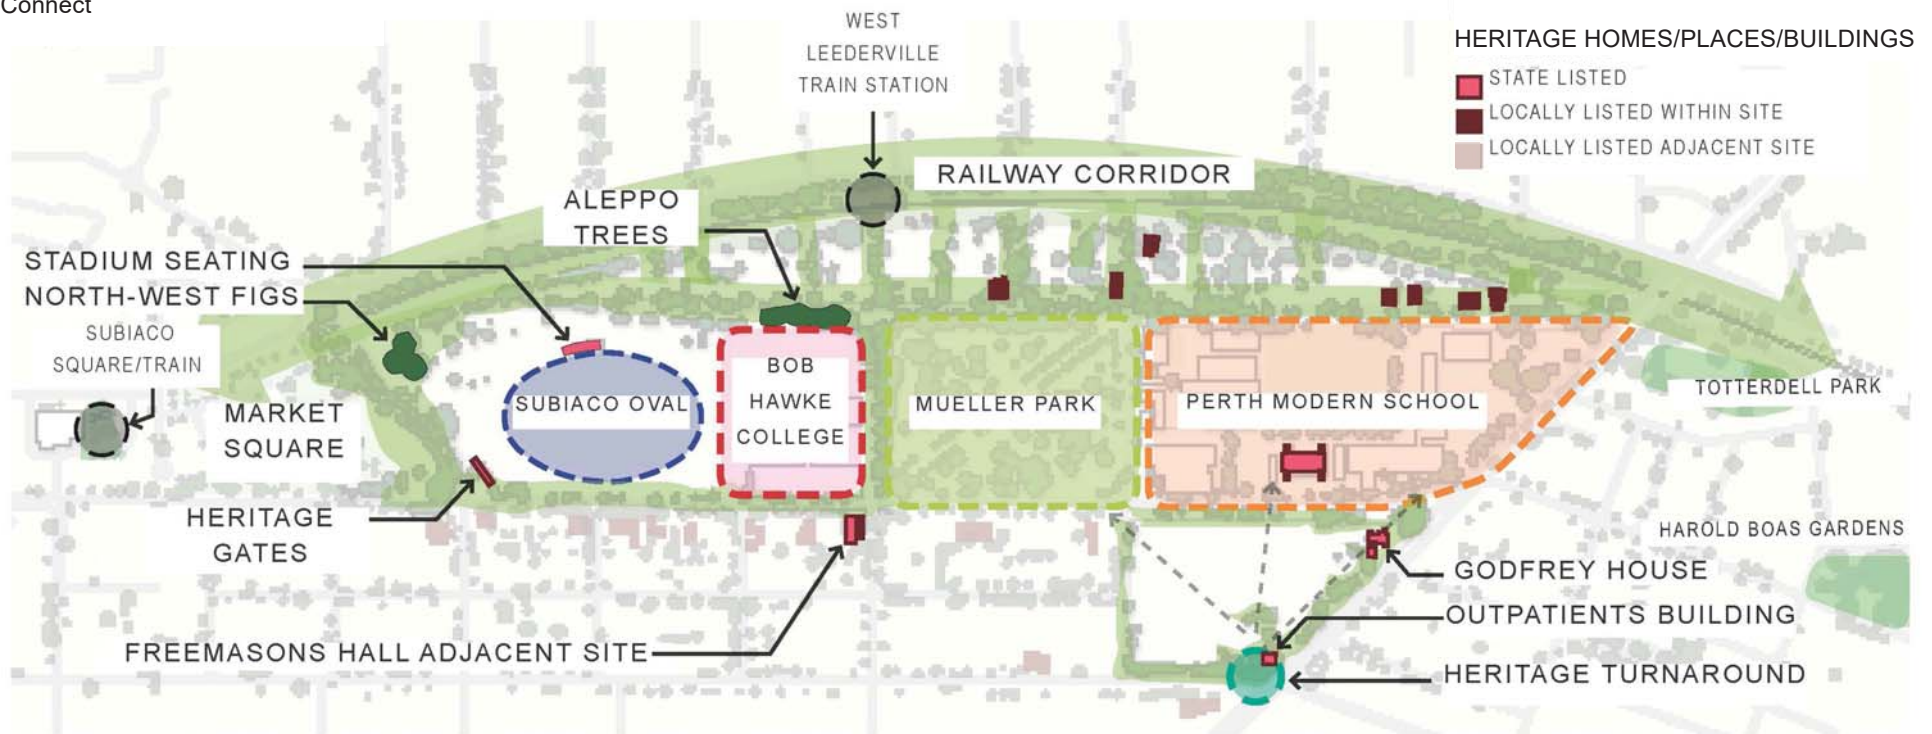 Connect
WEST
LEEDERVILLE
TRAIN STATION
HERITAGE HOMES/PLACES/BUILDINGS
STATE LISTED
LOCALLY LISTED WITHIN SITE
LOCALLY LISTED ADJACENT SITE
RAILWAY CORRIDOR
ALEPPO
TREES
STADIUM SEATING
NORTH-WEST FIGS
SUBIACO
SQUARE/TRAIN
MARKET
SQUARE
SUBIACO OVAL
BOB
HAWKE
COLLEGE
MUELLER PARK
PERTH MODERN SCHOOL
TOTTERDELL PARK
HERITAGE
GATES
HAROLD BOAS GARDENS
GODFREY HOUSE
OUTPATIENTS BUILDING
FREEMASONS HALL ADJACENT SITE
HERITAGE TURNAROUND